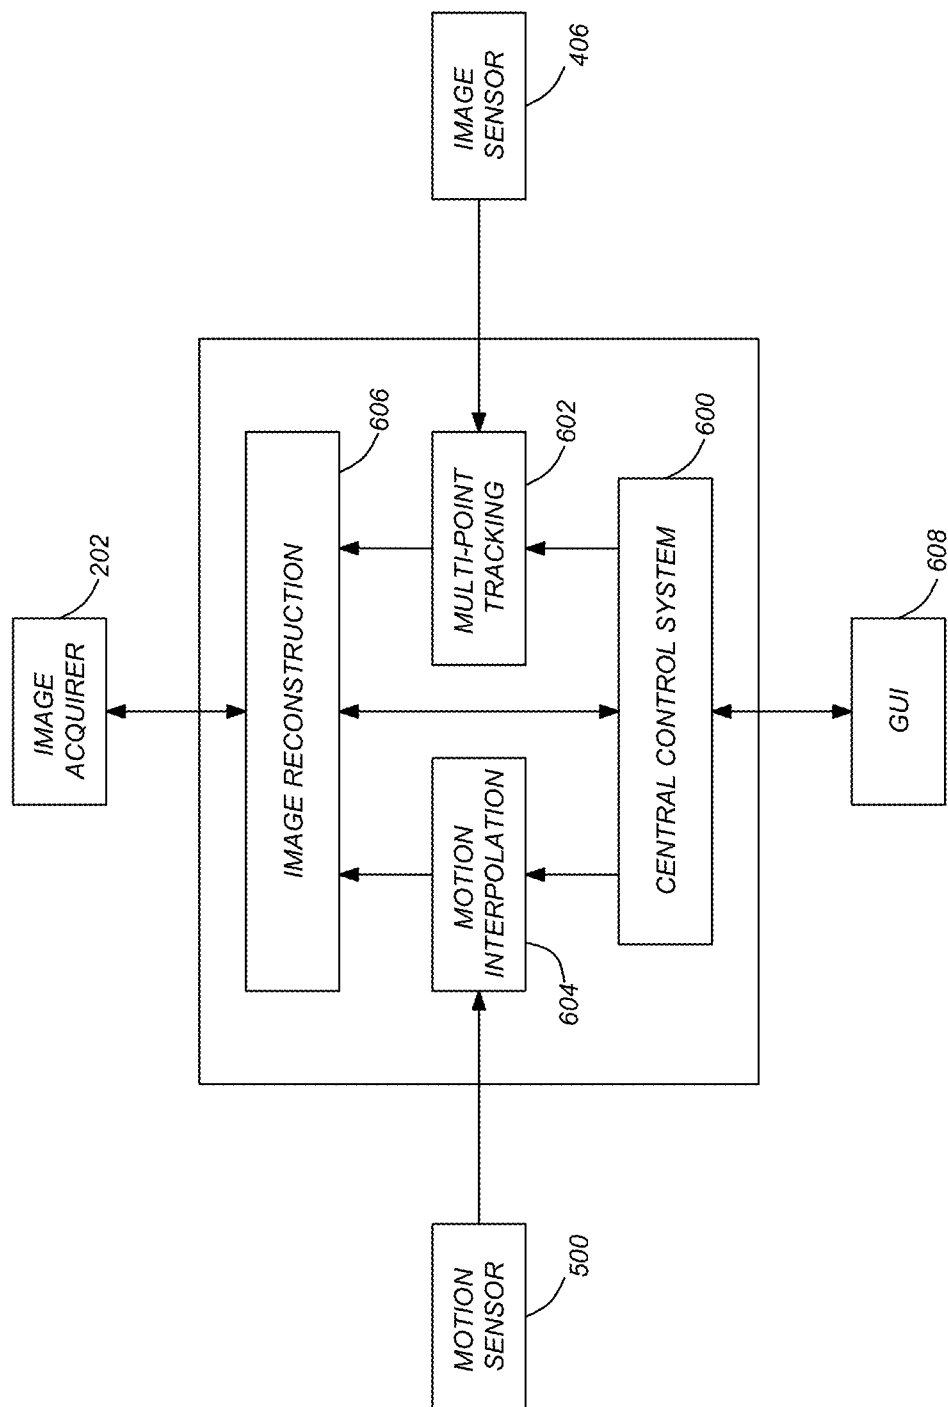 IMAGE
ACQUIRER
202
IMAGE RECONSTRUCTION
606
MOTION
SENSOR
500
MOTION
INTERPOLATION
604
MULTI-POINT
TRACKING
602
IMAGE
SENSOR
406
CENTRAL CONTROL SYSTEM
600
GUI
608